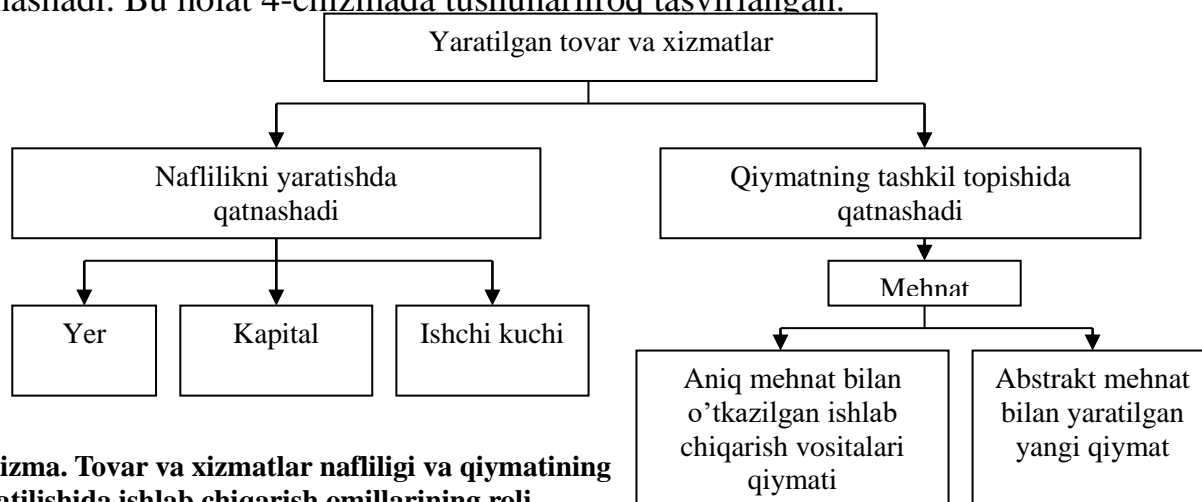 nashadi. Bu holat 4-chizmada tushunarliroq tasvirlangan.
Yaratilgan tovar va xizmatlar
Naflilikni yaratishda
qatnashadi
Qiymatning tashkil topishida
qatnashadi
Mehnat
Yer
Kapital
Ishchi kuchi
Aniq mehnat bilan
o’tkazilgan ishlab
chiqarish vositalari
qiymati
Abstrakt mehnat
bilan yaratilgan
yangi qiymat
izma. Tovar va xizmatlar nafliligi va qiymatining
atilishida ishlab chiqarish omillarining roli